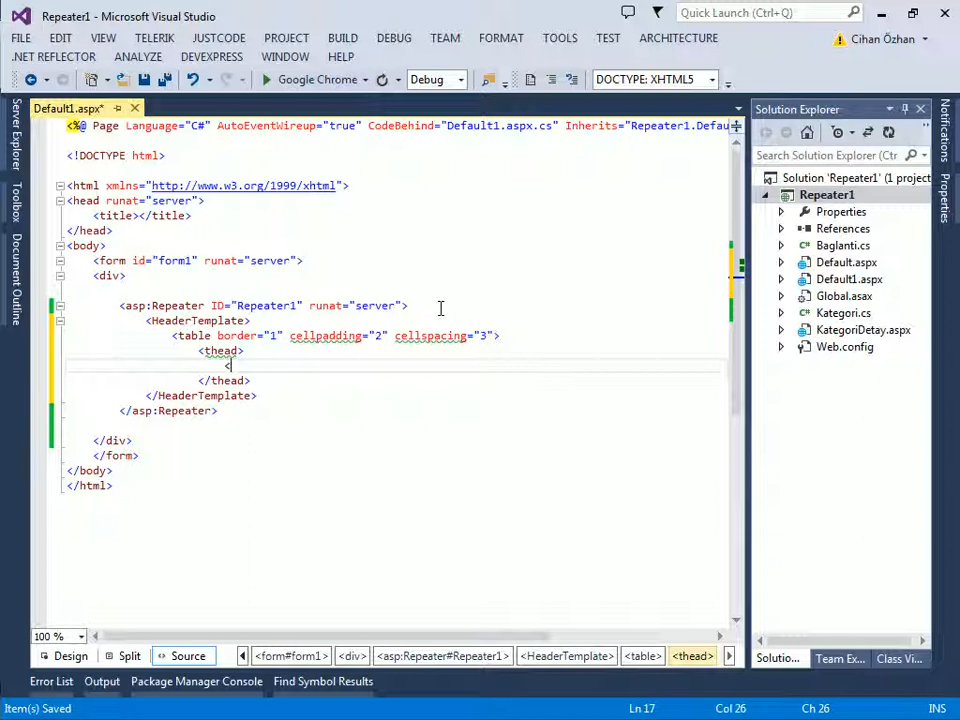 Repeater1 - Microsoft Visual Studio
Quick Launch (Ctrl+Q)
FILE EDIT VIEW TELERIK JUSTCODE PROJECT BUILD DEBUG TEAM FORMAT TOOLS TEST ARCHITECTURE
Cihan Özhan
.NET REFLECTOR ANALYZE DEVEXPRESS WINDOW HELP
Google Chrome Debug DOCTYPE: XHTML5
Server Explorer
Toolbox
Document Outline
Default1.aspx*
<%@ Page Language="C#" AutoEventWireup="true" CodeBehind="Default1.aspx.cs" Inherits="Repeater1.Defau
<!DOCTYPE html>
<html xmlns="http://www.w3.org/1999/xhtml">
<head runat="server">
<title></title>
</head>
<body>
<form id="form1" runat="server">
<div>
<asp:Repeater ID="Repeater1" runat="server">
<HeaderTemplate>
<table border="1" cellpadding="2" cellspacing="3">
<thead>
<
</thead>
</HeaderTemplate>
</asp:Repeater>
</div>
</form>
</body>
</html>
100 %
Design Split Source <form#form1> <div> <asp:Repeater#Repeater1> <HeaderTemplate> <table> <thead>
Solution Explorer
Search Solution Explorer (Ctr
Solution 'Repeater1' (1 project
Repeater1
Properties
References
Baglanti.cs
Default.aspx
Default1.aspx
Global.asax
Kategori.cs
KategoriDetay.aspx
Web.config
Solutio... Team Ex... Class Vi...
Notifications
Properties
Error List Output Package Manager Console Find Symbol Results
Item(s) Saved Ln 17 Col 26 Ch 26 INS